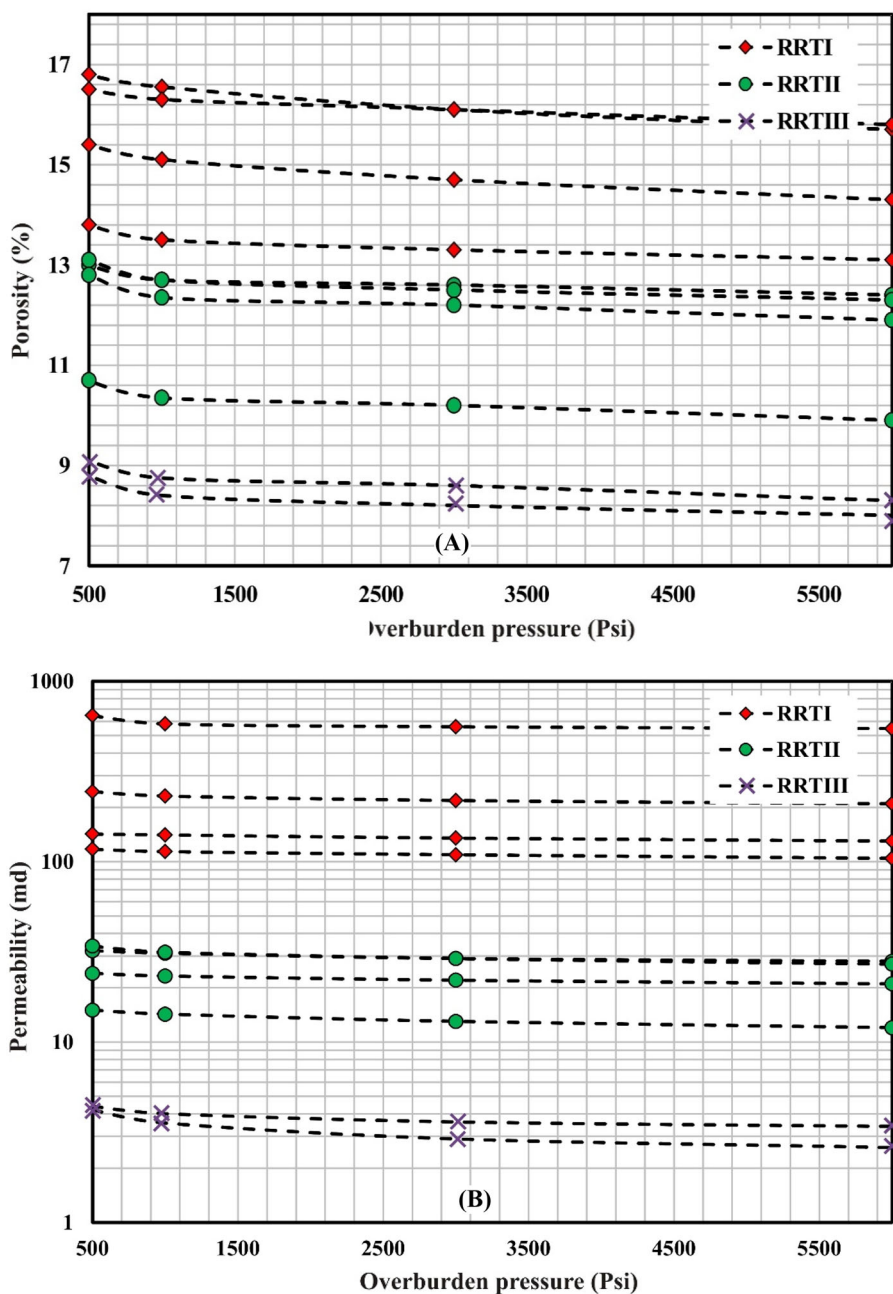 17
15
13
11
9
7
Porosity (%)
RRTI
RRTII
RRTIII
(A)
500 1500 2500 3500 4500 5500
verburden pressure (Psi)
1000
100
10
1
Permeability (md)
RRTI
RRTII
RRTIII
(B)
500 1500 2500 3500 4500 5500
Overburden pressure (Psi)